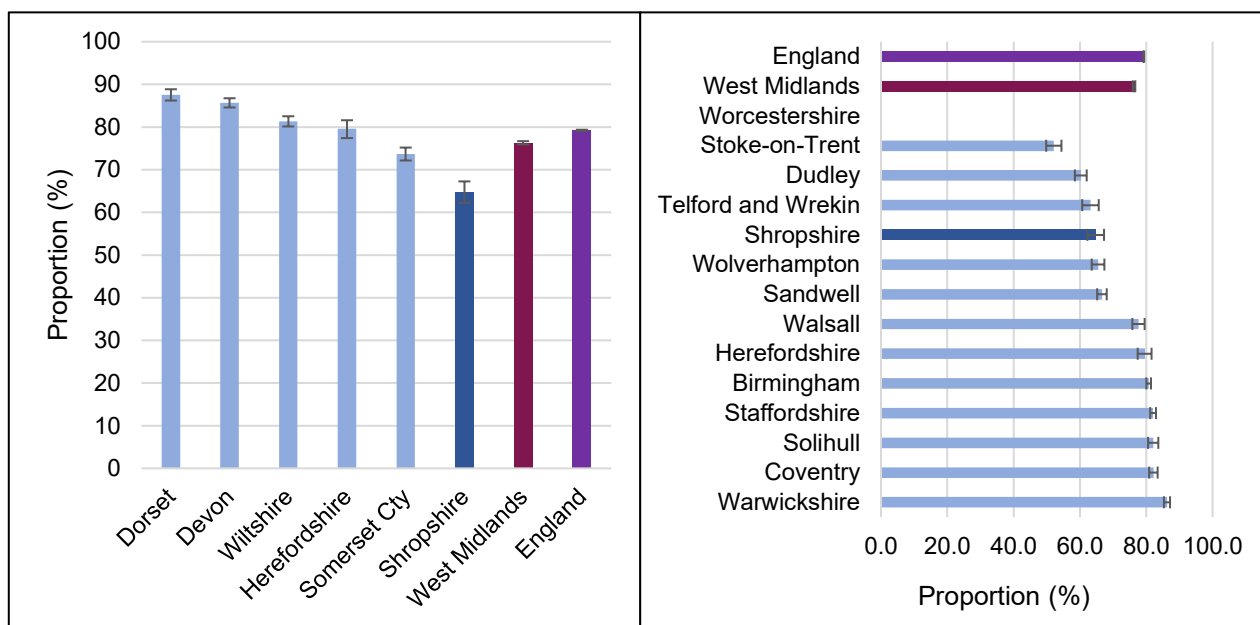 100
90
80
70
60
50
40
30
20
10
0
Proportion (%)
Dorset
Devon
Wiltshire
Herefordshire
Somerset Cty
Shropshire
West Midlands
England
England
West Midlands
Worcestershire
Stoke-on-Trent
Dudley
Telford and Wrekin
Shropshire
Wolverhampton
Sandwell
Walsall
Herefordshire
Birmingham
Staffordshire
Solihull
Coventry
Warwickshire
0.0 20.0 40.0 60.0 80.0 100.0
Proportion (%)